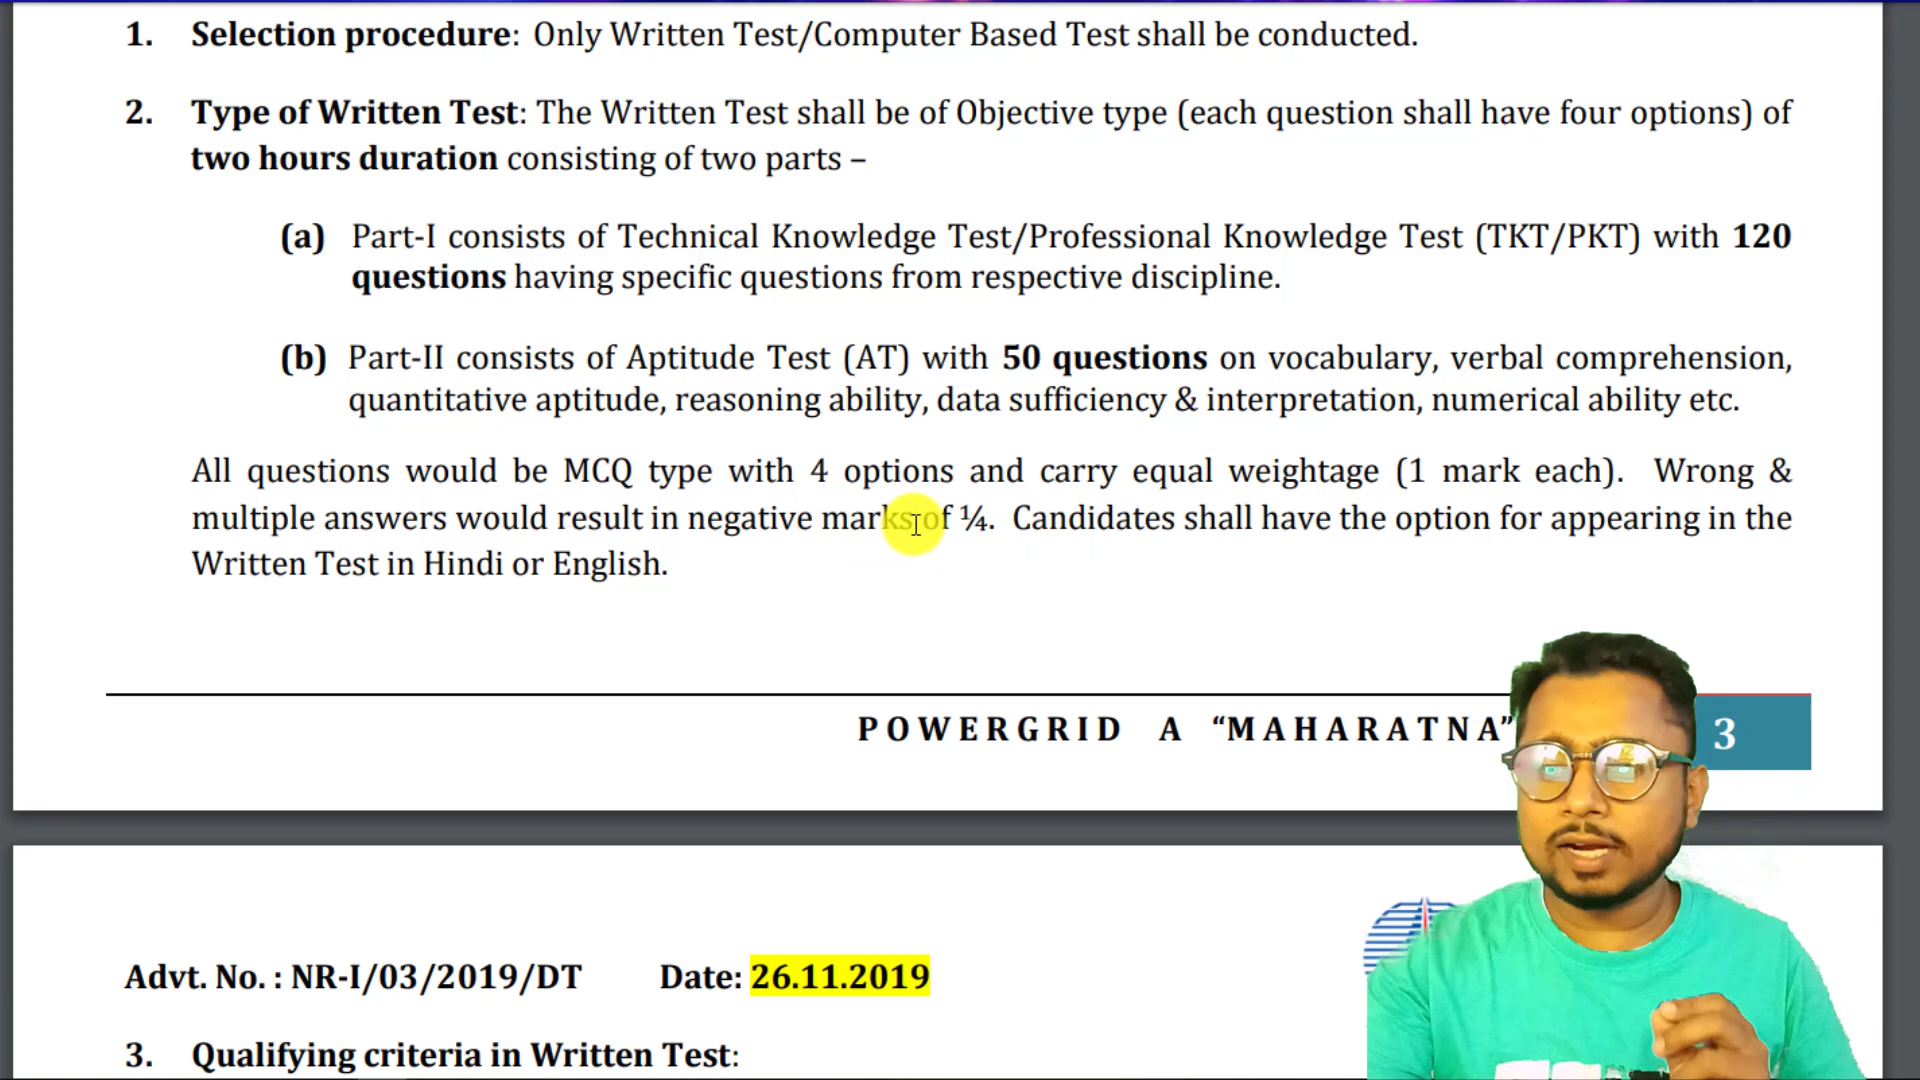 1. Selection procedure: Only Written Test/Computer Based Test shall be conducted.
2. Type of Written Test: The Written Test shall be of Objective type (each question shall have four options) of
two hours duration consisting of two parts –
(a) Part-I consists of Technical Knowledge Test/Professional Knowledge Test (TKT/PKT) with 120
questions having specific questions from respective discipline.
(b) Part-II consists of Aptitude Test (AT) with 50 questions on vocabulary, verbal comprehension,
quantitative aptitude, reasoning ability, data sufficiency & interpretation, numerical ability etc.
All questions would be MCQ type with 4 options and carry equal weightage (1 mark each). Wrong &
multiple answers would result in negative marks of ¼. Candidates shall have the option for appearing in the
Written Test in Hindi or English.
POWERGRID A “MAHARATNA”
3
Advt. No. : NR-I/03/2019/DT Date: 26.11.2019
3. Qualifying criteria in Written Test: